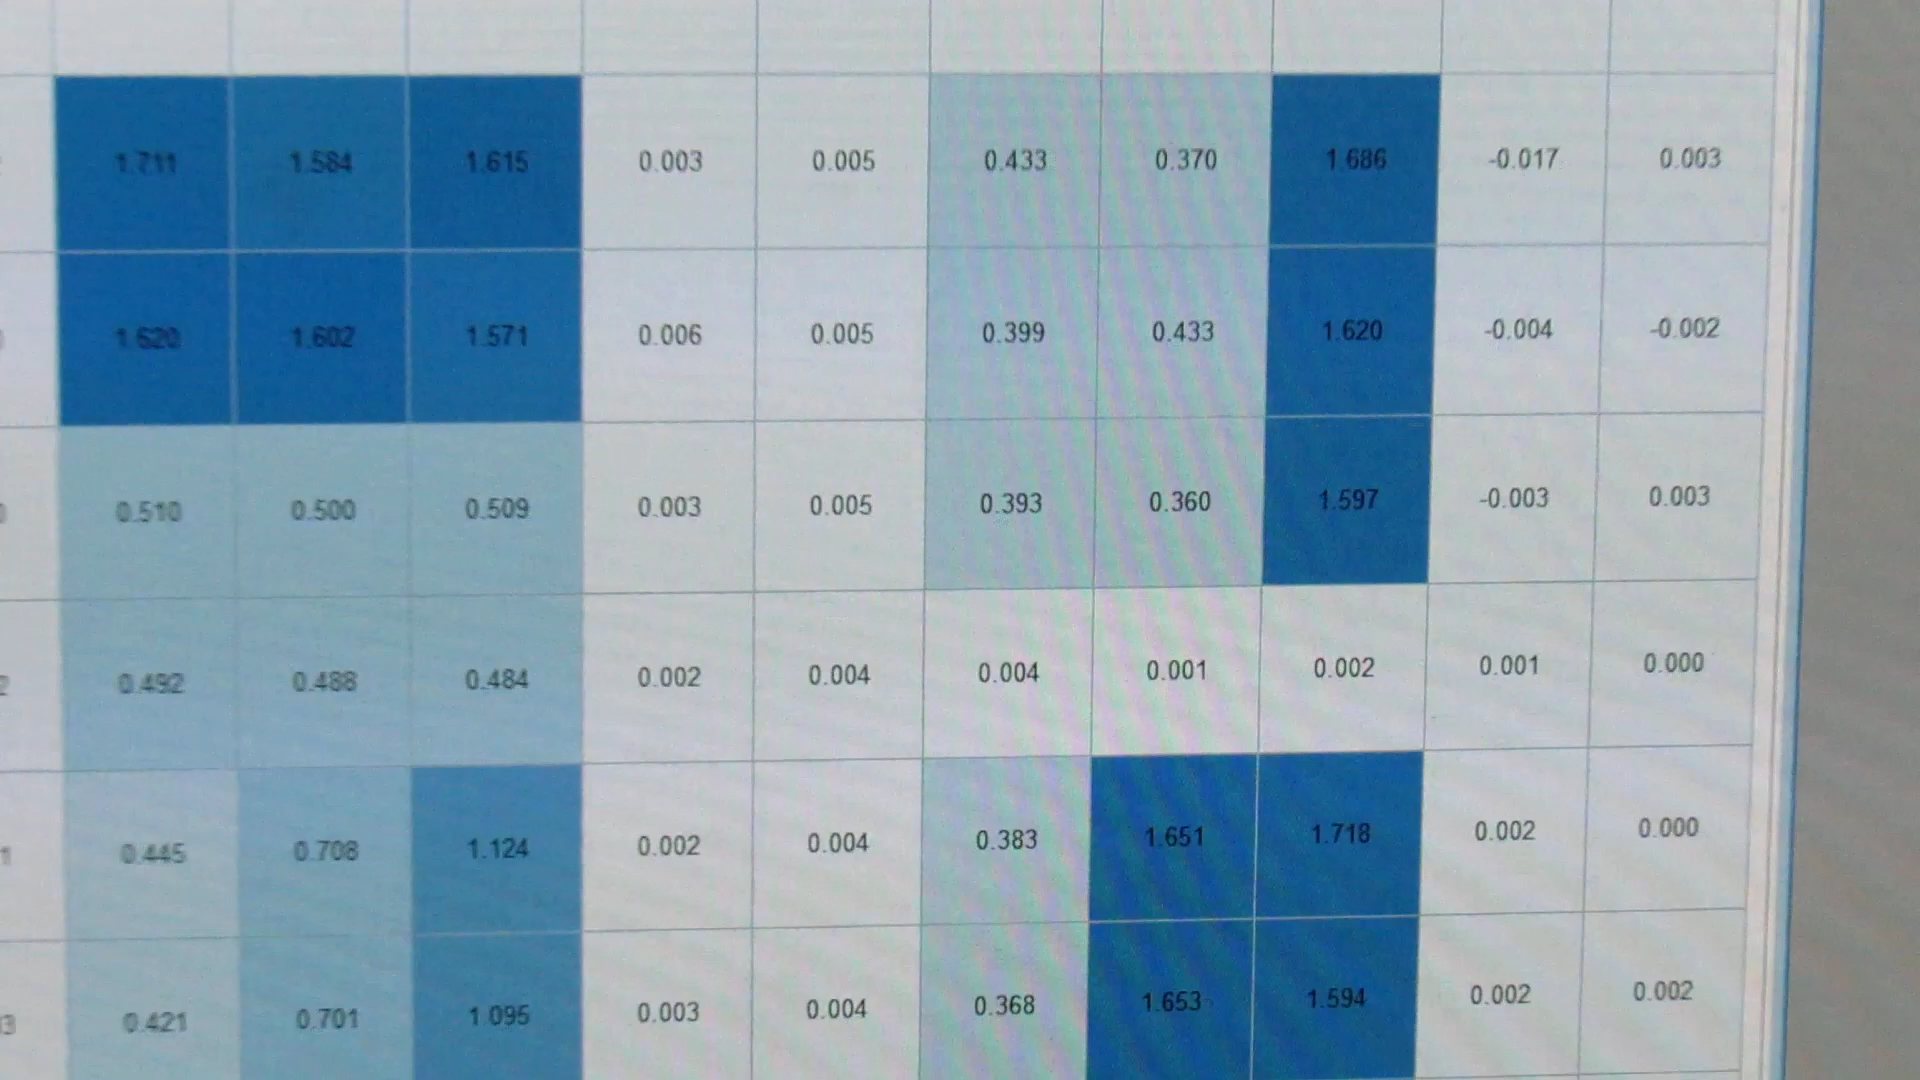 1.711 1.584 1.615 0.003 0.005 0.433 0.370 1.686 -0.017 0.003
1.620 1.602 1.571 0.006 0.005 0.399 0.433 1.620 -0.004 -0.002
0.510 0.500 0.509 0.003 0.005 0.393 0.360 1.597 -0.003 0.003
0.492 0.488 0.484 0.002 0.004 0.004 0.001 0.002 0.001 0.000
0.445 0.708 1.124 0.002 0.004 0.383 1.651 1.718 0.002 0.000
0.421 0.701 1.095 0.003 0.004 0.368 1.653 1.594 0.002 0.002